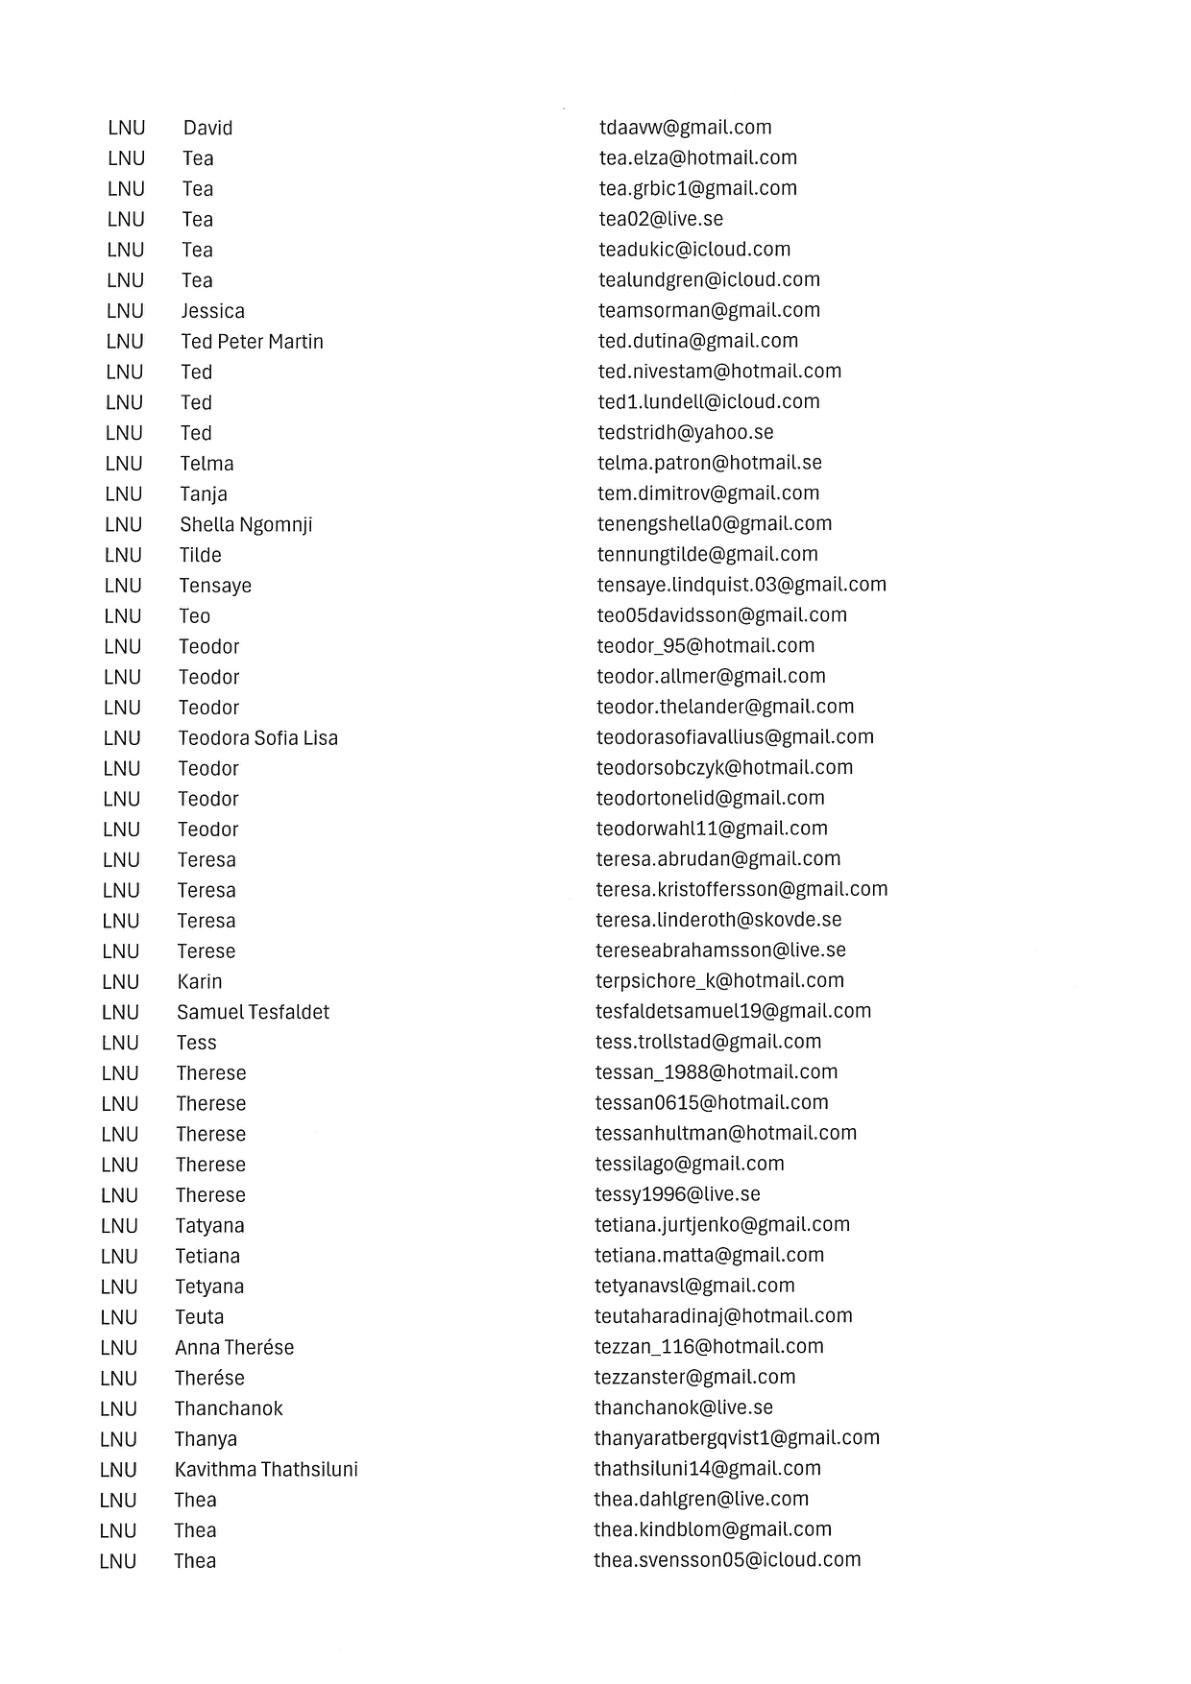 LNU David tdaavw@gmail.com
LNU Tea tea.elza@hotmail.com
LNU Tea tea.grbic1@gmail.com
LNU Tea tea02@live.se
LNU Tea teadukic@icloud.com
LNU Tea tealundgren@icloud.com
LNU Jessica teamsorman@gmail.com
LNU Ted Peter Martin ted.dutina@gmail.com
LNU Ted ted.nivestam@hotmail.com
LNU Ted ted1.lundell@icloud.com
LNU Ted tedstridh@yahoo.se
LNU Telma telma.patron@hotmail.se
LNU Tanja tem.dimitrov@gmail.com
LNU Shella Ngomnji tenengshella0@gmail.com
LNU Tilde tennungtilde@gmail.com
LNU Tensaye tensaye.lindquist.03@gmail.com
LNU Teo teo05davidsson@gmail.com
LNU Teodor teodor_95@hotmail.com
LNU Teodor teodor.allmer@gmail.com
LNU Teodor teodor.thelander@gmail.com
LNU Teodora Sofia Lisa teodorasofiavallius@gmail.com
LNU Teodor teodorsobczyk@hotmail.com
LNU Teodor teodortonelid@gmail.com
LNU Teodor teodorwahl11@gmail.com
LNU Teresa teresa.abrudan@gmail.com
LNU Teresa teresa.kristoffersson@gmail.com
LNU Teresa teresa.linderoth@skovde.se
LNU Terese tereseabrahamsson@live.se
LNU Karin terpsichore_k@hotmail.com
LNU Samuel Tesfaldet tesfaldetsamuel19@gmail.com
LNU Tess tess.trollstad@gmail.com
LNU Therese tessan_1988@hotmail.com
LNU Therese tessan0615@hotmail.com
LNU Therese tessanhultman@hotmail.com
LNU Therese tessilago@gmail.com
LNU Therese tessy1996@live.se
LNU Tatyana tetiana.jurtjenko@gmail.com
LNU Tetiana tetiana.matta@gmail.com
LNU Tetyana tetyanavsl@gmail.com
LNU Teuta teutaharadinaj@hotmail.com
LNU Anna Therése tezzan_116@hotmail.com
LNU Therése tezzanster@gmail.com
LNU Thanchanok thanchanok@live.se
LNU Thanya thanyaratbergqvist1@gmail.com
LNU Kavithma Thathsiluni thathsiluni14@gmail.com
LNU Thea thea.dahlgren@live.com
LNU Thea thea.kindblom@gmail.com
LNU Thea thea.svensson05@icloud.com